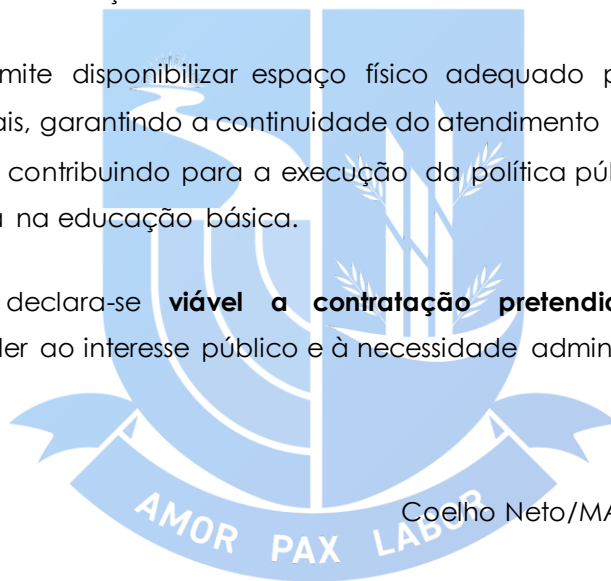 mite disponibilizar espaço físico adequado p
ais, garantindo a continuidade do atendimento
contribuindo para a execução da política púb
na educação básica.
declara-se viável a contratação pretendi
der ao interesse público e à necessidade admin
AMOR PAX LABOR
Coelho Neto/MA